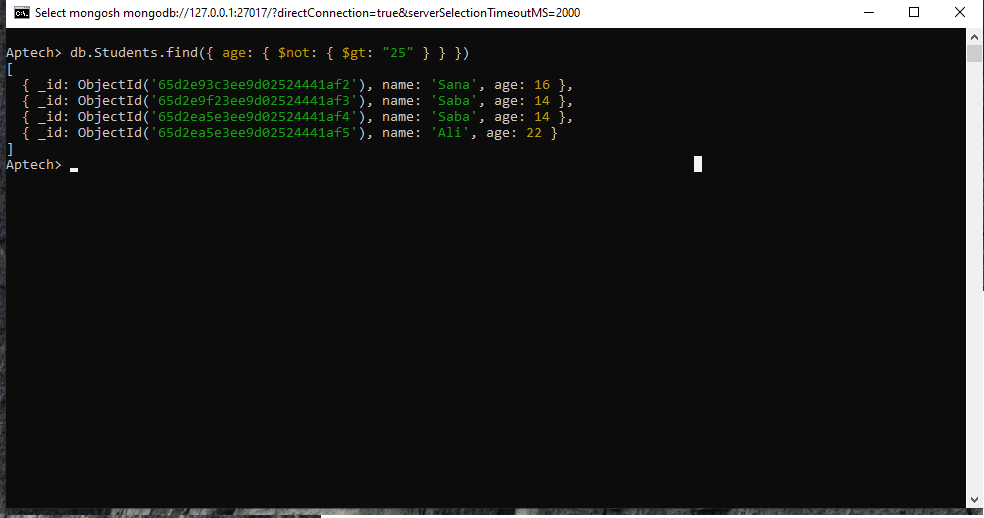 Select mongosh mongodb://127.0.0.1:27017/?directConnection=true&serverSelectionTimeoutMS=2000
Aptech> db.Students.find({ age: { $not: { $gt: "25" } } })
[
  { _id: ObjectId('65d2e93c3ee9d02524441af2'), name: 'Sana', age: 16 },
  { _id: ObjectId('65d2e9f23ee9d02524441af3'), name: 'Saba', age: 14 },
  { _id: ObjectId('65d2ea5e3ee9d02524441af4'), name: 'Saba', age: 14 },
  { _id: ObjectId('65d2ea5e3ee9d02524441af5'), name: 'Ali', age: 22 }
]
Aptech>